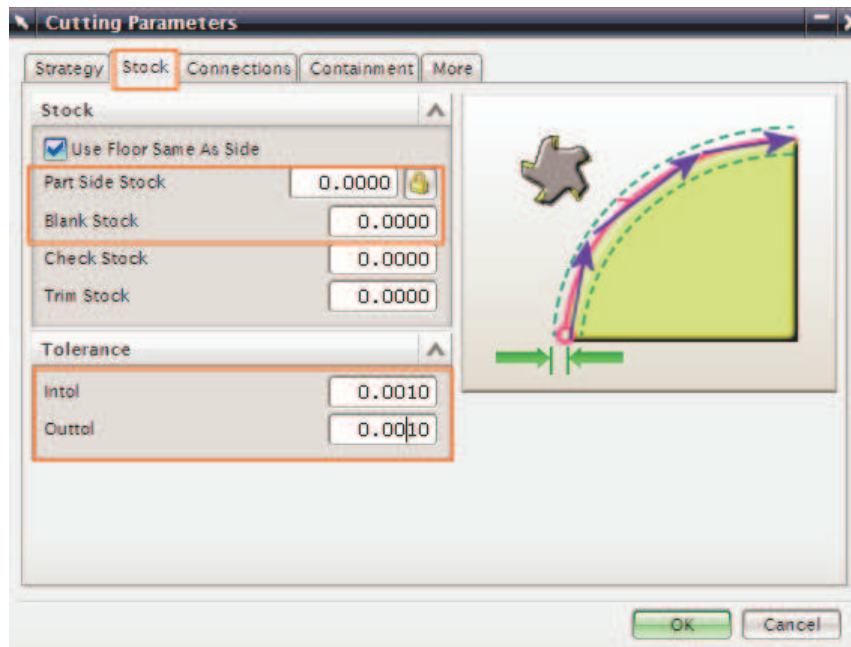 Cutting Parameters
Strategy Stock Connections Containment More
Stock
Use Floor Same As Side
Part Side Stock 0.0000
Blank Stock 0.0000
Check Stock 0.0000
Trim Stock 0.0000
Tolerance
Intol 0.0010
Outtol 0.0010
OK Cancel